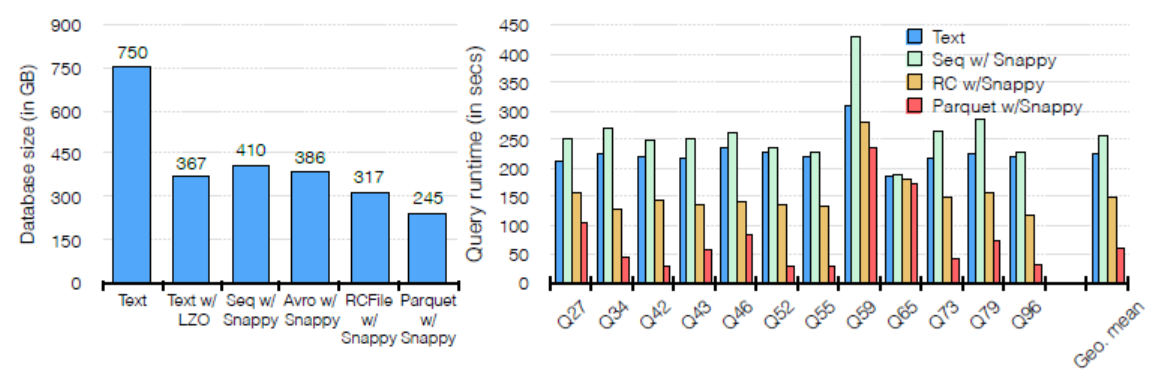 Database size (in GB)
900
750
600
450
300
150
0
750
367
410
386
317
245
Text
Text w/
LZO
Seq w/
Snappy
Avro w/
Snappy
RCFile
w/
Snappy
Parquet
w/
Snappy
Query runtime (in secs)
450
400
350
300
250
200
150
100
50
0
Text
Seq w/ Snappy
RC w/Snappy
Parquet w/Snappy
Q27
Q34
Q42
Q43
Q46
Q52
Q55
Q59
Q65
Q73
Q79
Q96
Geo. mean